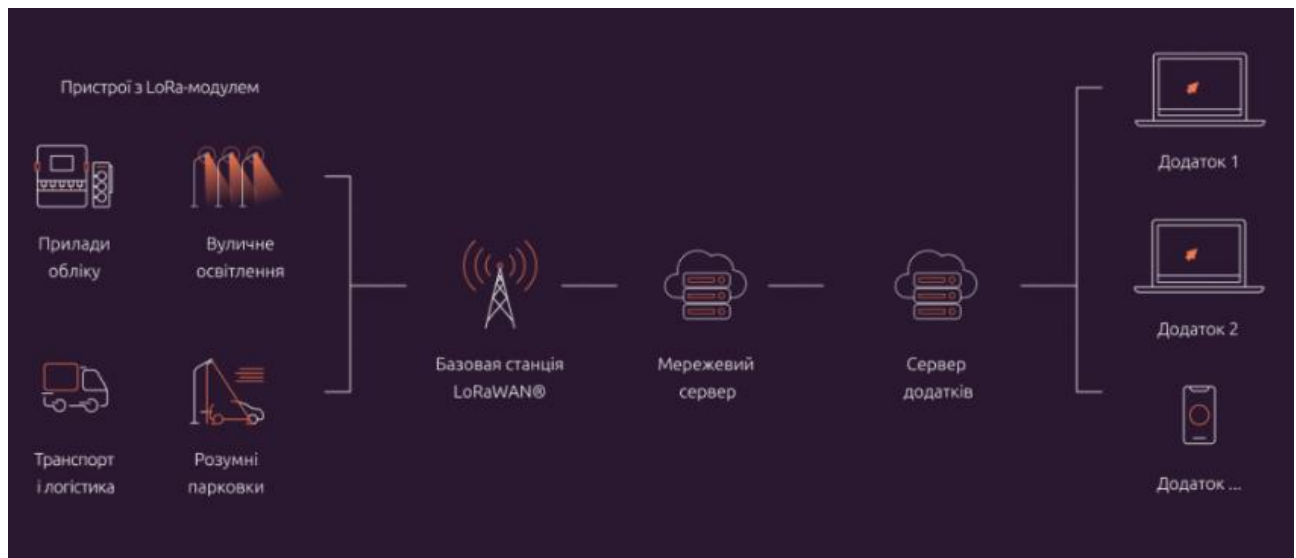 Пристрої з LoRa-модулем
Прилади
обліку
Вуличне
освітлення
Транспорт
і логістика
Розумні
парковки
Базовая станція
LoRaWAN®
Мережевий
сервер
Сервер
додатків
Додаток 1
Додаток 2
Додаток ...